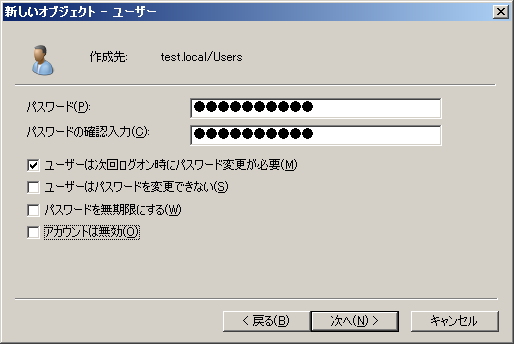 新しいオブジェクト - ユーザー
作成先: test.local/Users
パスワード(P): ●●●●●●●●●●
パスワードの確認入力(C): ●●●●●●●●●●
ユーザーは次回ログオン時にパスワード変更が必要(M)
ユーザーはパスワードを変更できない(S)
パスワードを無期限にする(W)
アカウントは無効(O)
< 戻る(B) 次へ(N) > キャンセル